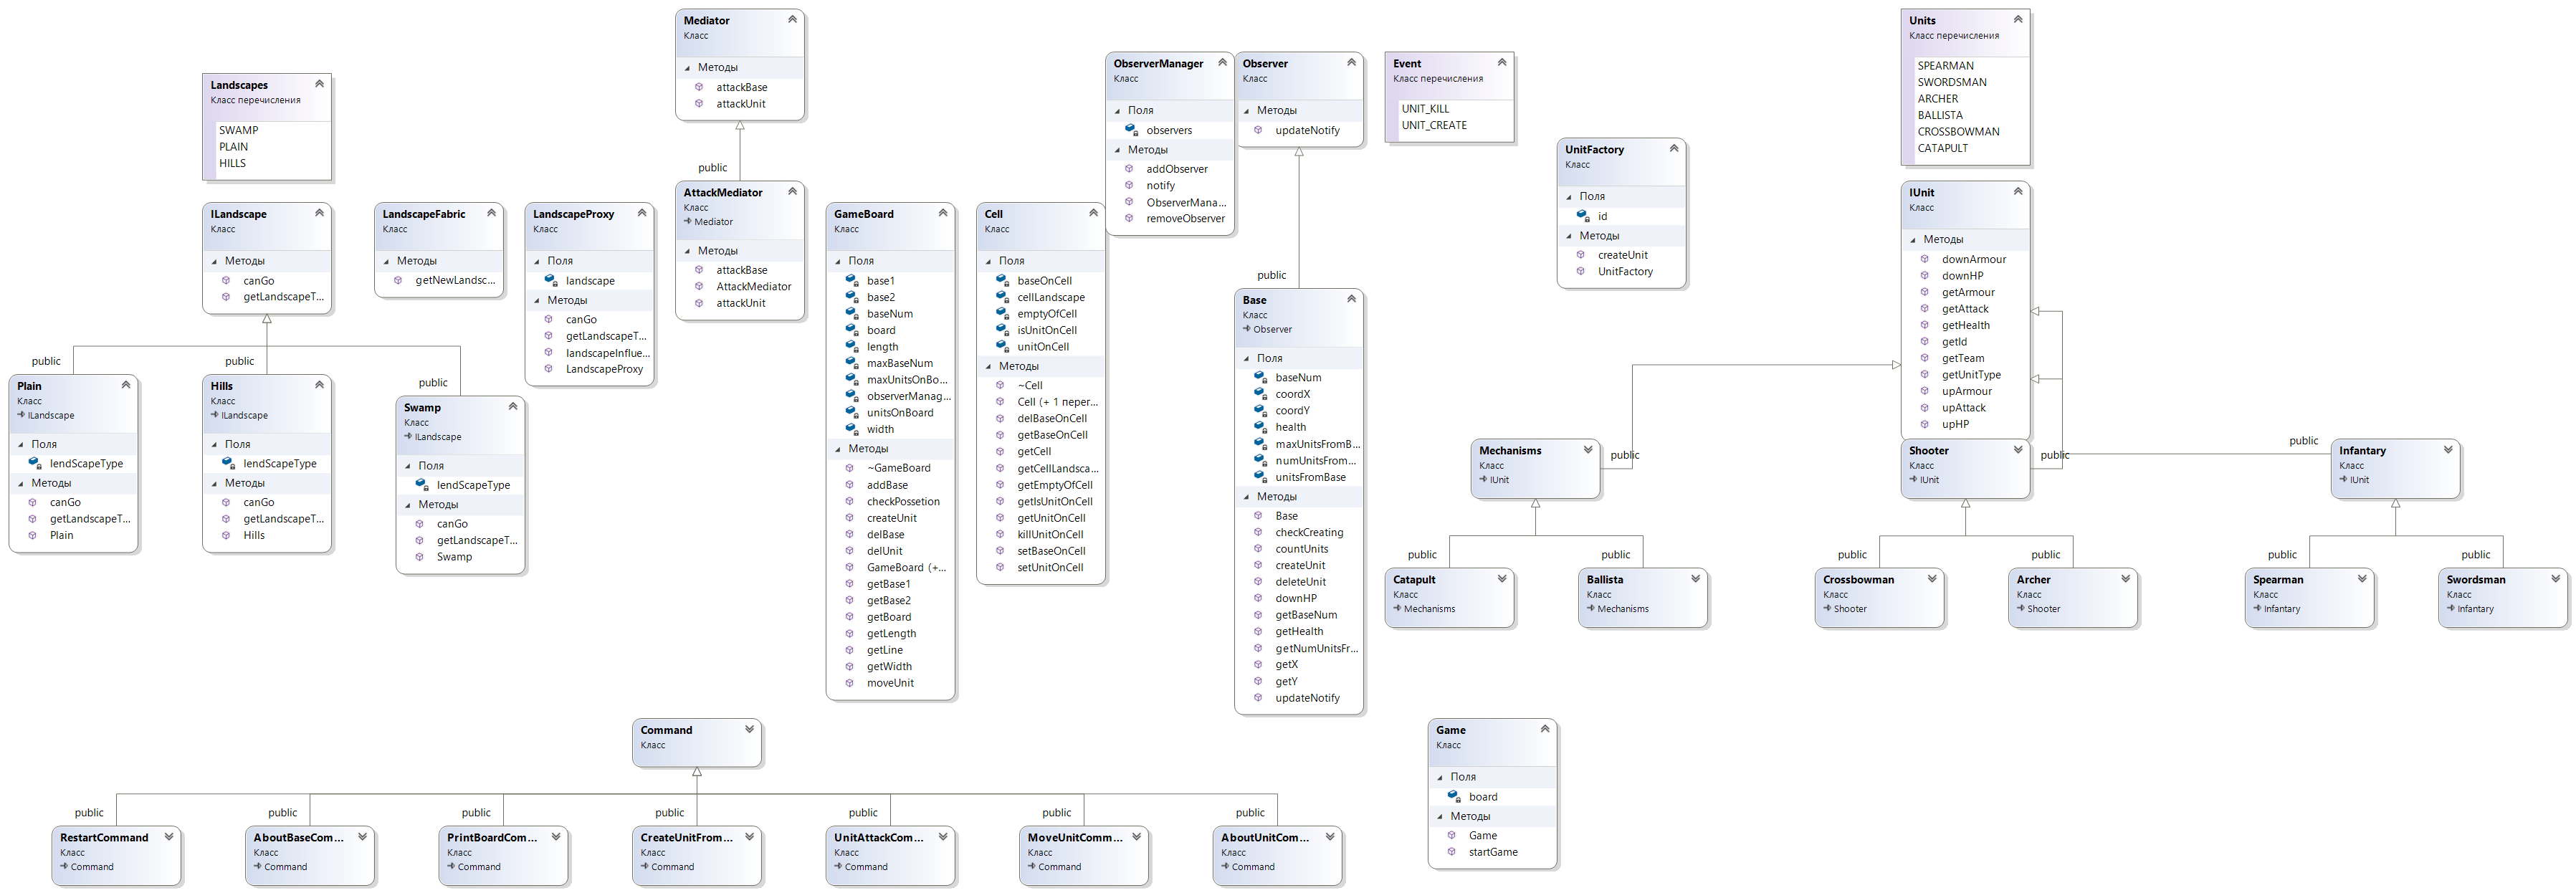 Mediator
Класс
Методы
attackBase
attackUnit
public
AttackMediator
Класс
Mediator
Методы
attackBase
AttackMediator
attackUnit
Landscapes
Класс перечисления
SWAMP
PLAIN
HILLS
ILandscape
Класс
Методы
canGo
getLandscapeT...
public
public
public
Plain
Класс
ILandscape
Поля
lendScapeType
Методы
canGo
getLandscapeT...
Plain
Hills
Класс
ILandscape
Поля
lendScapeType
Методы
canGo
getLandscapeT...
Hills
Swamp
Класс
ILandscape
Поля
lendScapeType
Методы
canGo
getLandscapeT...
Swamp
LandscapeFabric
Класс
Методы
getNewLandsc...
LandscapeProxy
Класс
Поля
landscape
Методы
canGo
getLandscapeT...
landscapeInflue...
LandscapeProxy
GameBoard
Класс
Поля
base1
base2
baseNum
board
length
maxBaseNum
maxUnitsOnBo...
observerManag...
unitsOnBoard
width
Методы
~GameBoard
addBase
checkPossetion
createUnit
delBase
delUnit
GameBoard (+...
getBase1
getBase2
getBoard
getLength
getLine
getWidth
moveUnit
Cell
Класс
Поля
baseOnCell
cellLandscape
emptyOfCell
isUnitOnCell
unitOnCell
Методы
~Cell
Cell (+ 1 перег...
delBaseOnCell
getBaseOnCell
getCell
getCellLandsca...
getEmptyOfCell
getIsUnitOnCell
getUnitOnCell
killUnitOnCell
setBaseOnCell
setUnitOnCell
ObserverManager
Класс
Поля
observers
Методы
addObserver
notify
ObserverMana...
removeObserver
Observer
Класс
Методы
updateNotify
public
Base
Класс
Observer
Поля
baseNum
coordX
coordY
health
maxUnitsFromB...
numUnitsFrom...
unitsFromBase
Методы
Base
checkCreating
countUnits
createUnit
deleteUnit
downHP
getBaseNum
getHealth
getNumUnitsFr...
getX
getY
updateNotify
Event
Класс перечисления
UNIT_KILL
UNIT_CREATE
UnitFactory
Класс
Поля
id
Методы
createUnit
UnitFactory
Units
Класс перечисления
SPEARMAN
SWORDSMAN
ARCHER
BALLISTA
CROSSBOWMAN
CATAPULT
IUnit
Класс
Методы
downArmour
downHP
getArmour
getAttack
getHealth
getId
getTeam
getUnitType
upArmour
upAttack
upHP
public
public
public
Mechanisms
Класс
IUnit
Shooter
Класс
IUnit
Infantary
Класс
IUnit
public
public
public
public
public
public
Catapult
Класс
Mechanisms
Ballista
Класс
Mechanisms
Crossbowman
Класс
Shooter
Archer
Класс
Shooter
Spearman
Класс
Infantary
Swordsman
Класс
Infantary
Command
Класс
public
public
public
public
public
public
public
RestartCommand
Класс
Command
AboutBaseCom...
Класс
Command
PrintBoardCom...
Класс
Command
CreateUnitFrom...
Класс
Command
UnitAttackCom...
Класс
Command
MoveUnitComm...
Класс
Command
AboutUnitCom...
Класс
Command
Game
Класс
Поля
board
Методы
Game
startGame